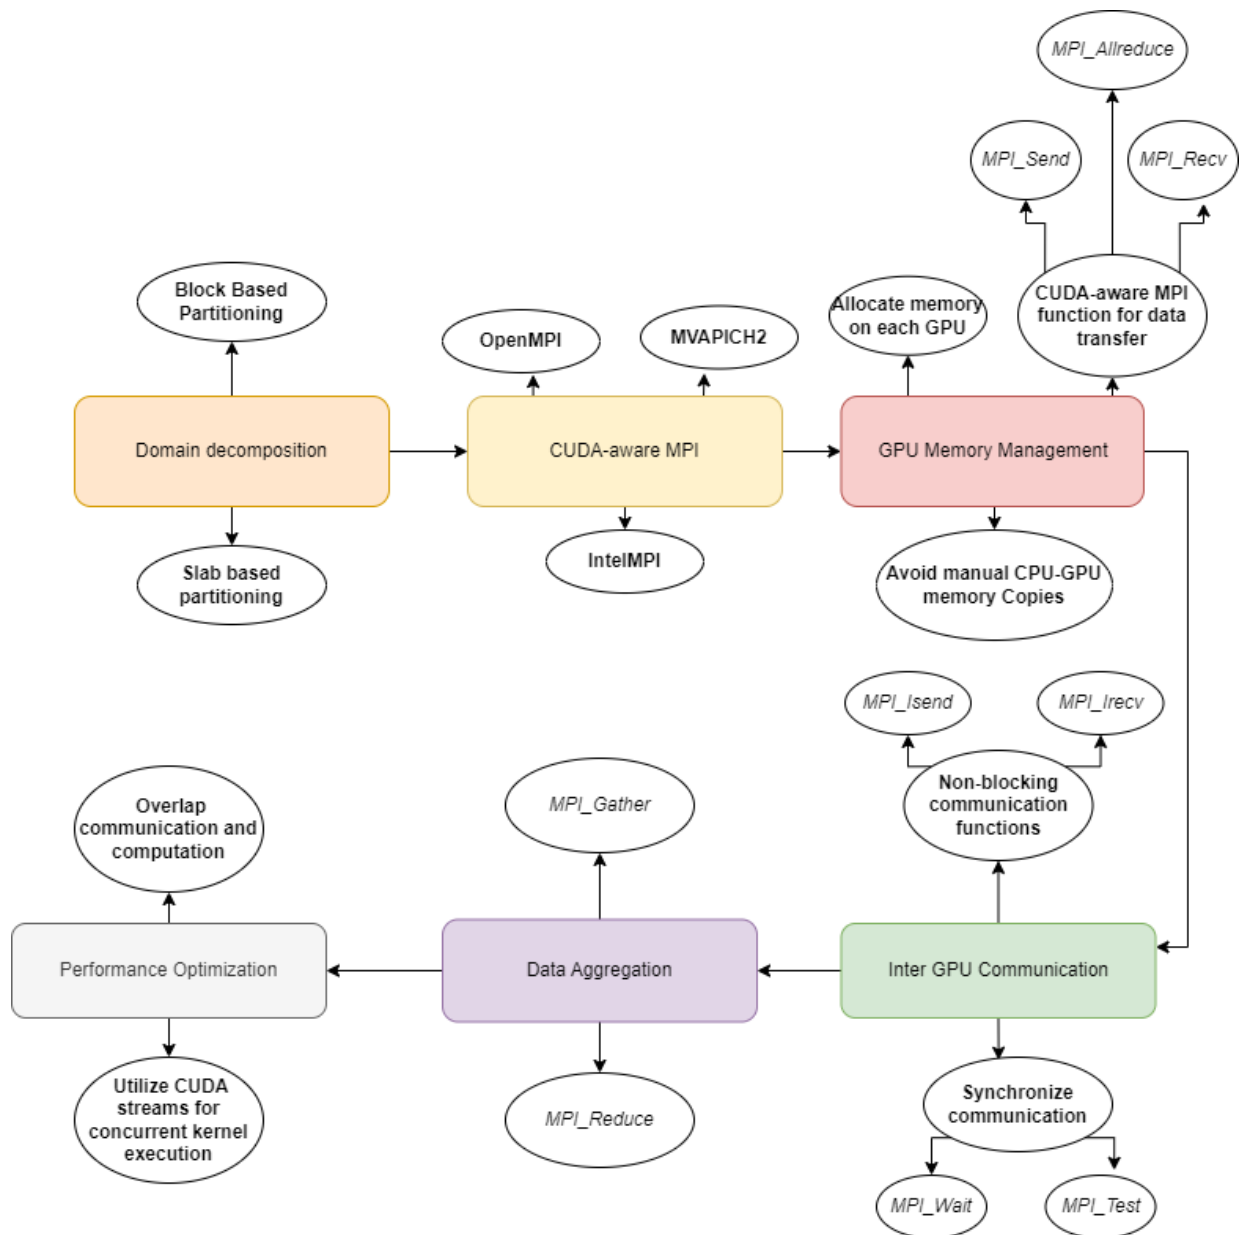 MPI_Allreduce
MPI_Send
MPI_Recv
Block Based
Partitioning
OpenMPI
MVAPICH2
Allocate memory
on each GPU
CUDA-aware MPI
function for data
transfer
Domain decomposition
CUDA-aware MPI
GPU Memory Management
Slab based
partitioning
IntelMPI
Avoid manual CPU-GPU
memory Copies
MPI_Isend
MPI_Irecv
Overlap
communication and
computation
MPI_Gather
Non-blocking
communication
functions
Performance Optimization
Data Aggregation
Inter GPU Communication
Utilize CUDA
streams for
concurrent kernel
execution
MPI_Reduce
Synchronize
communication
MPI_Wait
MPI_Test